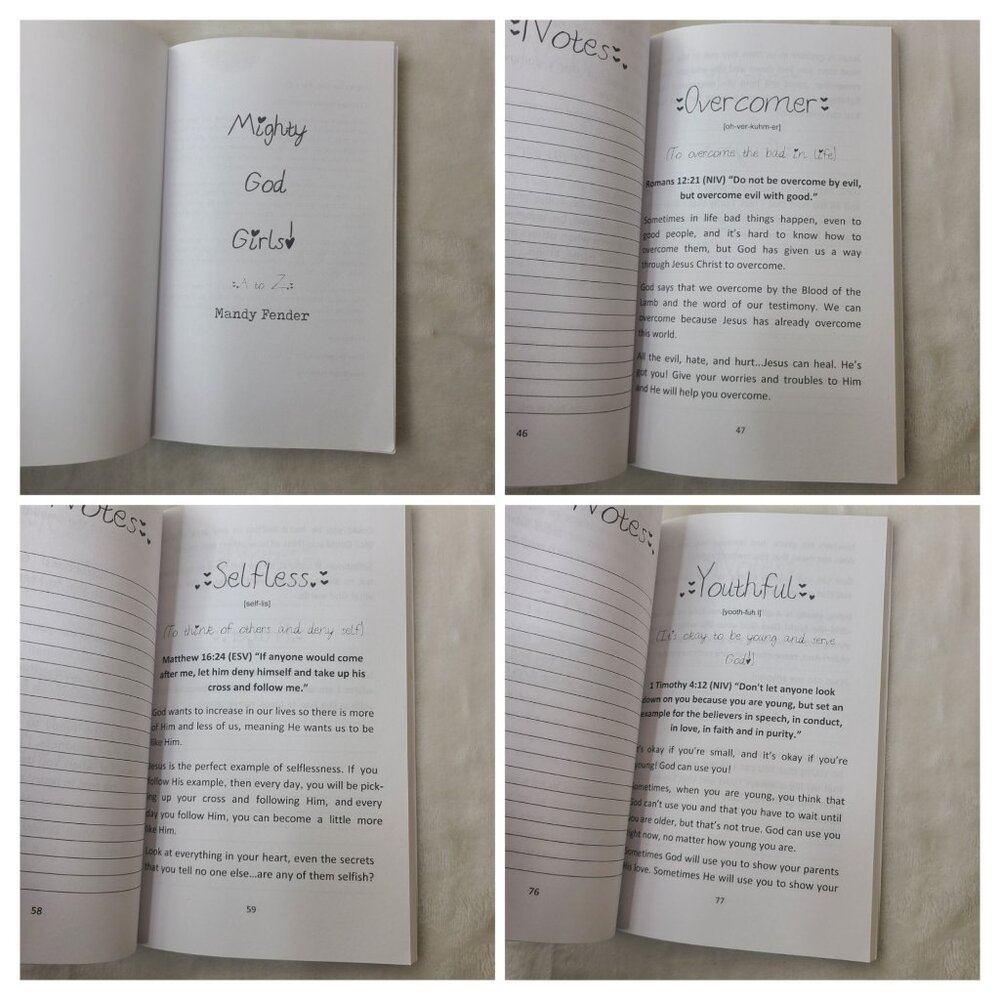 Mighty
God
Girls!
A to Z
Mandy Fender
Notes
46
Overcomer
[oh-ver-kuhm-er]
(To overcome the bad in life)
Romans 12:21 (NIV) “Do not be overcome by evil,
but overcome evil with good.”
Sometimes in life bad things happen, even to
good people, and it's hard to know how to
overcome them, but God has given us a way
through Jesus Christ to overcome.
God says that we overcome by the Blood of the
Lamb and the word of our testimony. We can
overcome because Jesus has already overcome
this world.
All the evil, hate, and hurt...Jesus can heal. He's
got you! Give your worries and troubles to Him
and He will help you overcome.
47
Notes
58
Selfless
[self-lis]
(To think of others and deny self)
Matthew 16:24 (ESV) “If anyone would come
after me, let him deny himself and take up his
cross and follow me.”
God wants to increase in our lives so there is more
of Him and less of us, meaning He wants us to be
like Him.
Jesus is the perfect example of selflessness. If you
follow His example, then every day, you will be pick-
ing up your cross and following Him, and every
day you follow Him, you can become a little more
like Him.
Look at everything in your heart, even the secrets
that you tell no one else...are any of them selfish?
59
Notes
76
Youthful
[yooth-fuh l]
(It's okay to be young and serve
God!)
1 Timothy 4:12 (NIV) “Don't let anyone look
down on you because you are young, but set an
example for the believers in speech, in conduct,
in love, in faith and in purity.”
It's okay if you're small, and it's okay if you're
young! God can use you!
Sometimes, when you are young, you think that
God can't use you and that you have to wait until
you are older, but that's not true. God can use you
right now, no matter how young you are.
Sometimes God will use you to show your parents
His love. Sometimes He will use you to show your
77